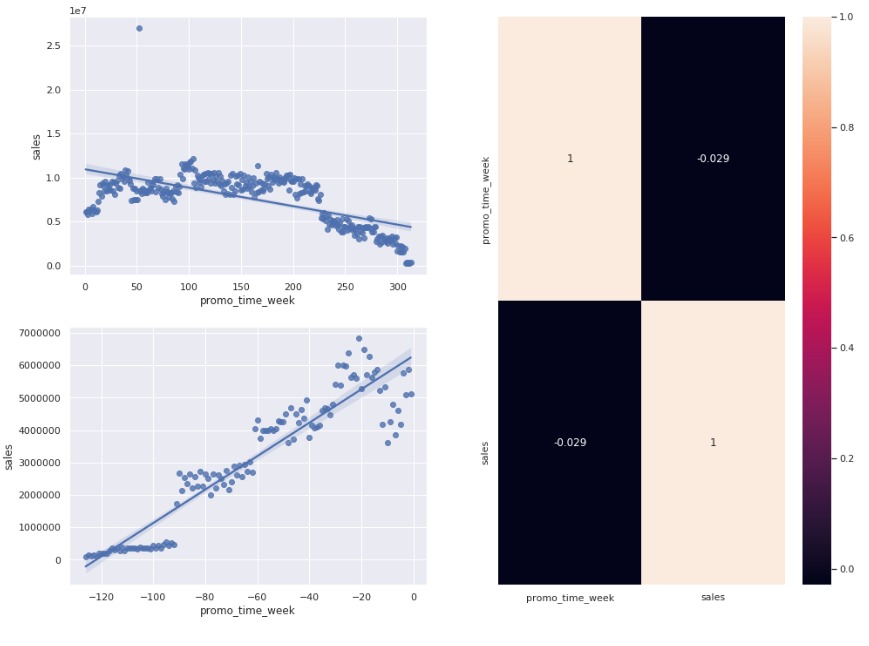 1e7
2.5
2.0
1.5
1.0
0.5
0.0
sales
0 50 100 150 200 250 300
promo_time_week
7000000
6000000
5000000
4000000
3000000
2000000
1000000
0
sales
−120 −100 −80 −60 −40 −20 0
promo_time_week
promo_time_week
sales
1 -0.029
-0.029 1
promo_time_week sales
1.0
0.8
0.6
0.4
0.2
0.0